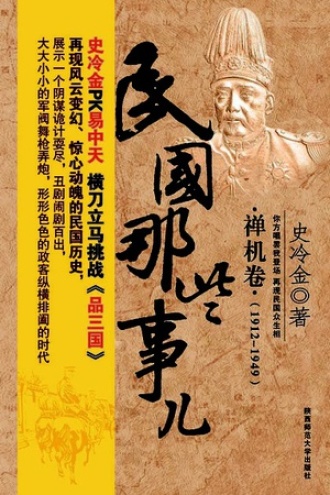 史冷金PK易中天 横刀立马挑战《品三国》
再现风云变幻、惊心动魄的民国历史，
展示一个阴谋诡计耍尽、丑剧闹剧百出，
大大小小的军阀舞枪弄炮，形形色色的政客纵横捭阖的时代
民國那些事儿
·禅机卷·（1912-1949）
你方唱罢我登场 再现民国众生相
史冷金◎著
陕西师范大学出版社